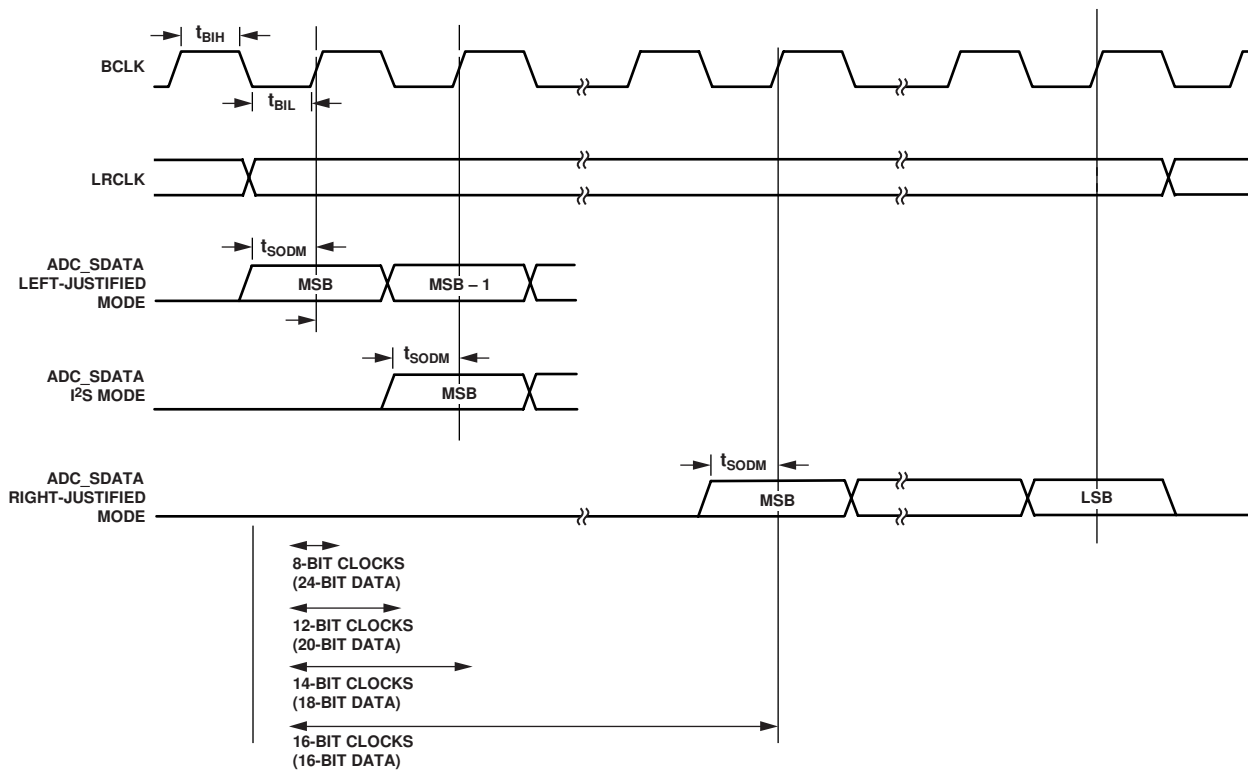 tBIH
BCLK
tBIL
LRCLK
tSODM
ADC_SDATA
LEFT-JUSTIFIED
MODE
MSB
MSB – 1
tSODM
ADC_SDATA
I2S MODE
MSB
tSODM
ADC_SDATA
RIGHT-JUSTIFIED
MODE
MSB
LSB
8-BIT CLOCKS
(24-BIT DATA)
12-BIT CLOCKS
(20-BIT DATA)
14-BIT CLOCKS
(18-BIT DATA)
16-BIT CLOCKS
(16-BIT DATA)